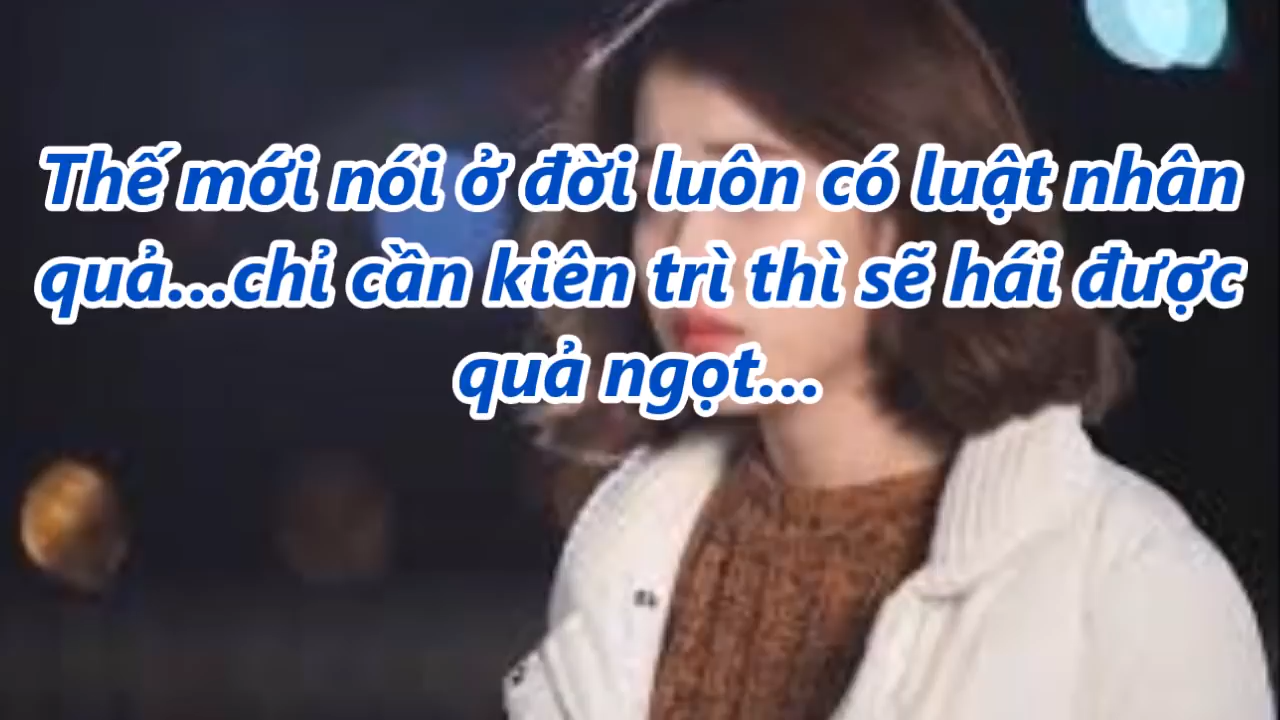 Thế mới nói ở đời luôn có luật nhân
quả...chỉ cần kiên trì thì sẽ hái được
quả ngọt...